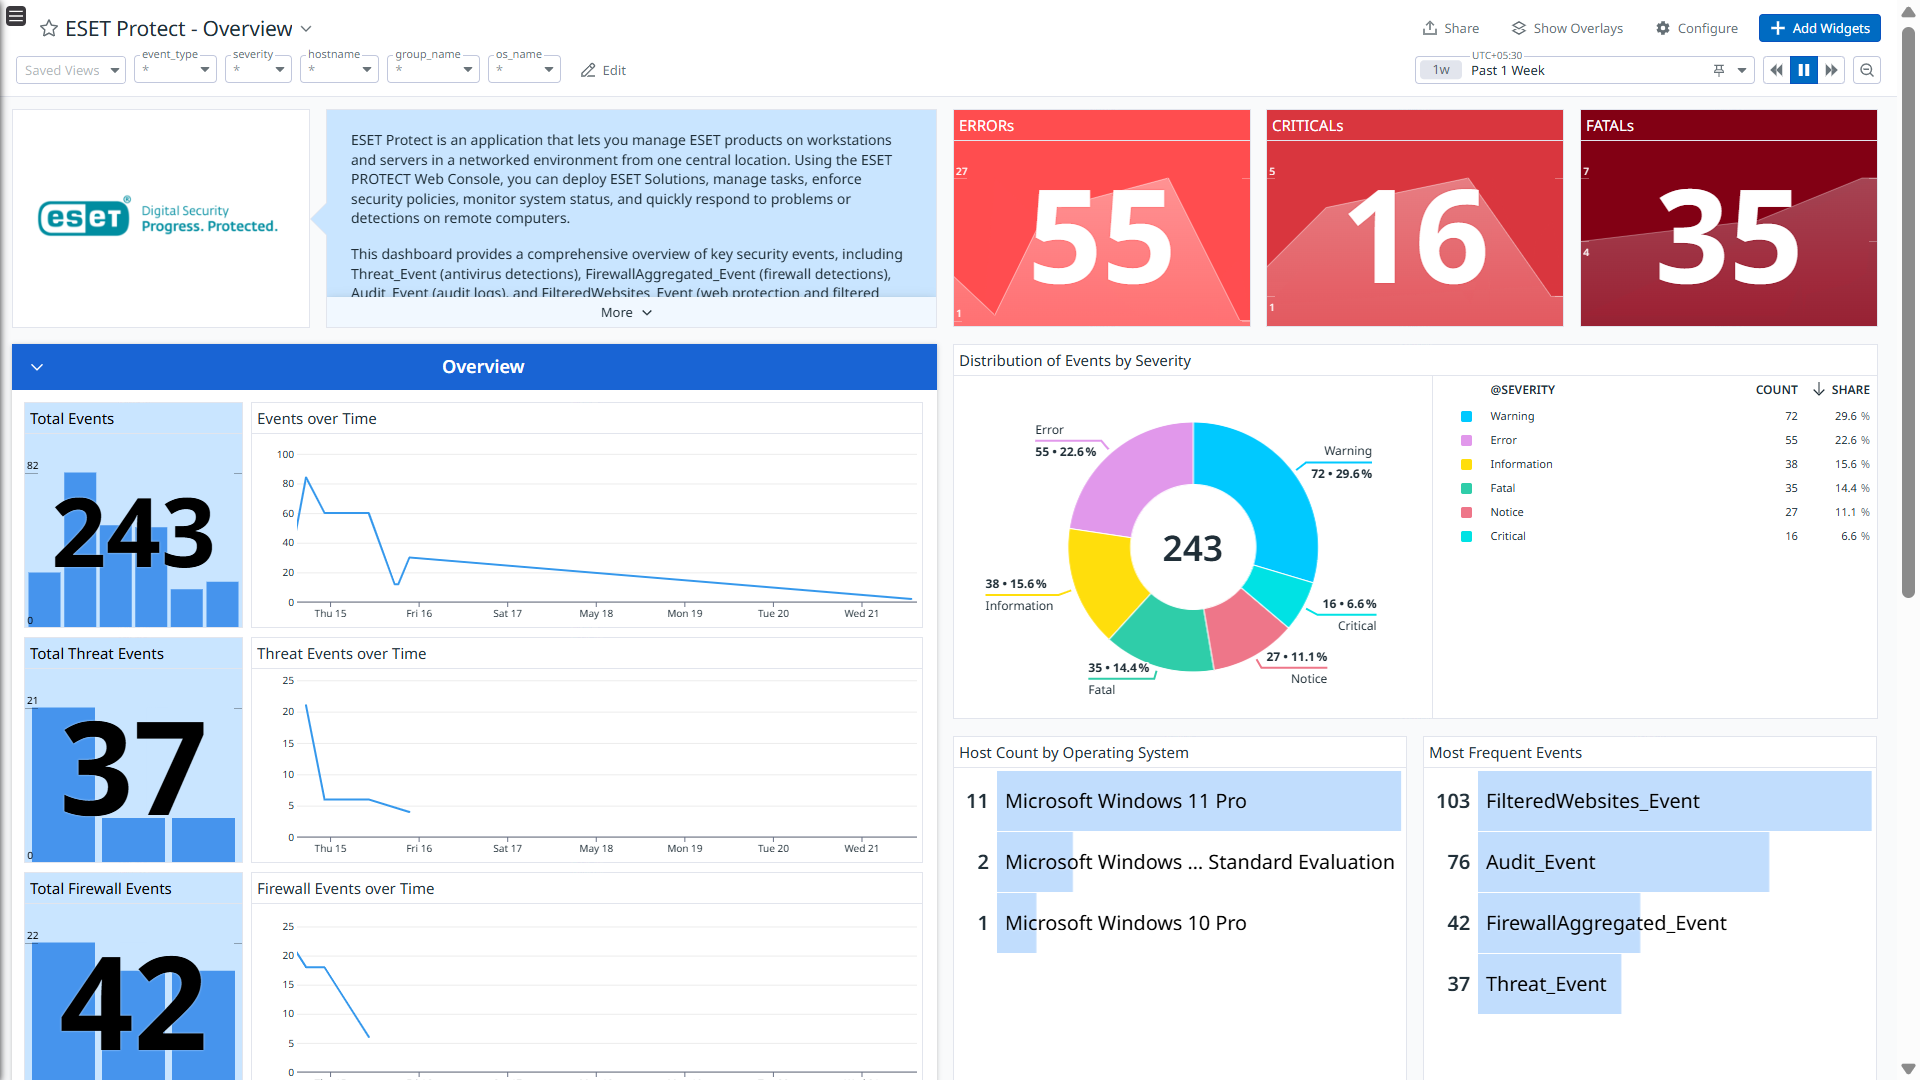 ESET Protect - Overview
Share
Show Overlays
Configure
Add Widgets
Saved Views
event_type
*
severity
*
hostname
*
group_name
*
os_name
*
Edit
UTC+05:30
1w
Past 1 Week
eseT®
Digital Security
Progress. Protected.
ESET Protect is an application that lets you manage ESET products on workstations
and servers in a networked environment from one central location. Using the ESET
PROTECT Web Console, you can deploy ESET Solutions, manage tasks, enforce
security policies, monitor system status, and quickly respond to problems or
detections on remote computers.
This dashboard provides a comprehensive overview of key security events, including
Threat_Event (antivirus detections), FirewallAggregated_Event (firewall detections),
Audit_Event (audit logs), and FilteredWebsites_Event (web protection and filtered
More
ERRORs
27
55
1
CRITICALs
5
16
1
FATALs
7
35
4
Overview
Total Events
82
243
0
Events over Time
100
80
60
40
20
0
Thu 15
Fri 16
Sat 17
May 18
Mon 19
Tue 20
Wed 21
Total Threat Events
21
37
0
Threat Events over Time
25
20
15
10
5
0
Thu 15
Fri 16
Sat 17
May 18
Mon 19
Tue 20
Wed 21
Total Firewall Events
22
42
Firewall Events over Time
25
20
15
10
5
0
Distribution of Events by Severity
Error
55 • 22.6%
Warning
72 • 29.6%
243
38 • 15.6%
Information
16 • 6.6%
Critical
27 • 11.1%
Notice
35 • 14.4%
Fatal
@SEVERITY COUNT SHARE
Warning 72 29.6 %
Error 55 22.6 %
Information 38 15.6 %
Fatal 35 14.4 %
Notice 27 11.1 %
Critical 16 6.6 %
Host Count by Operating System
11 Microsoft Windows 11 Pro
2 Microsoft Windows ... Standard Evaluation
1 Microsoft Windows 10 Pro
Most Frequent Events
103 FilteredWebsites_Event
76 Audit_Event
42 FirewallAggregated_Event
37 Threat_Event